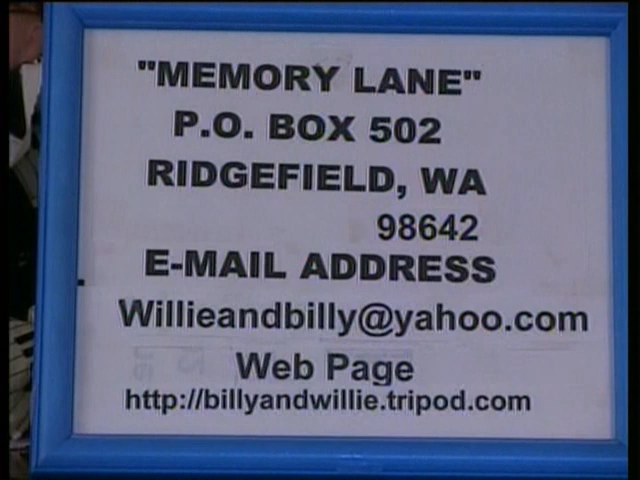 "MEMORY LANE"
P.O. BOX 502
RIDGEFIELD, WA
98642
E-MAIL ADDRESS
Willieandbilly@yahoo.com
Web Page
http://billyandwillie.tripod.com